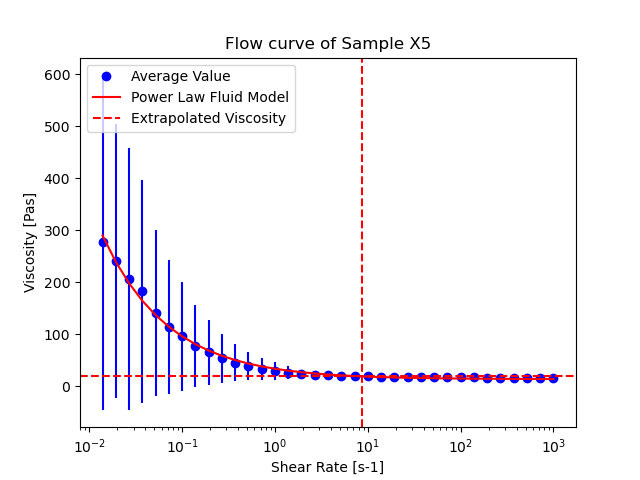 Flow curve of Sample X5
Average Value
Power Law Fluid Model
Extrapolated Viscosity
600
500
400
300
200
100
0
Viscosity [Pas]
10⁻² 10⁻¹ 10⁰ 10¹ 10² 10³
Shear Rate [s-1]